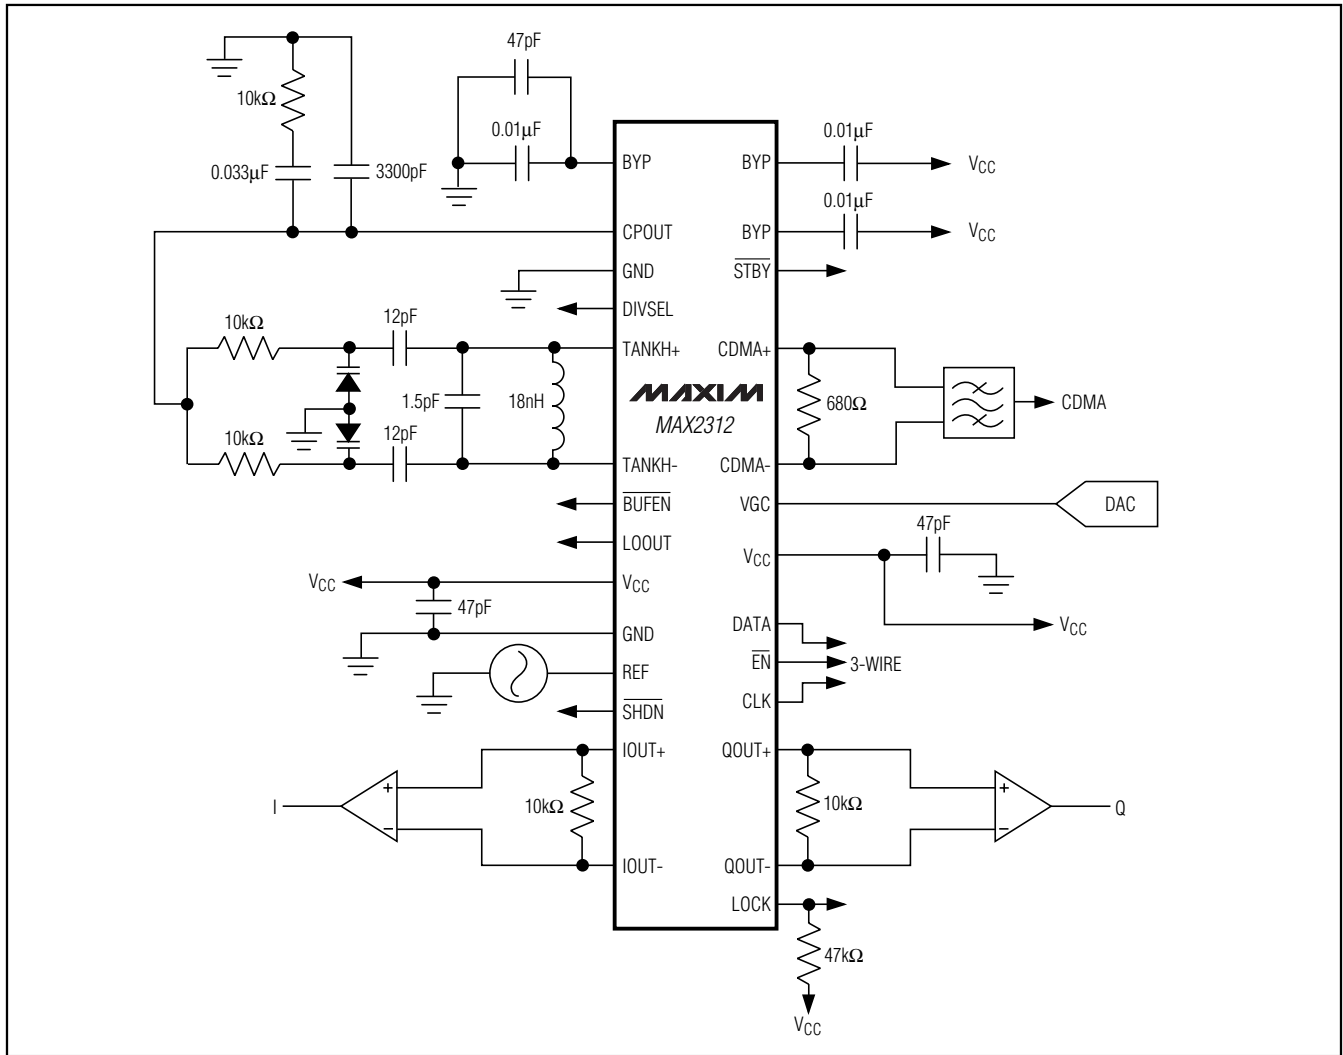 47pF
10kΩ
0.01µF
0.033µF
3300pF
BYP
CPOUT
GND
DIVSEL
10kΩ
12pF
TANKH+
1.5pF
18nH
10kΩ
12pF
TANKH-
BUFEN
LOOUT
VCC
VCC
47pF
GND
REF
SHDN
IOUT+
I
+
−
10kΩ
IOUT-
MAXIM
MAX2312
BYP
0.01µF
VCC
BYP
0.01µF
VCC
STBY
CDMA+
680Ω
CDMA
CDMA-
VGC
DAC
VCC
47pF
VCC
DATA
EN
3-WIRE
CLK
QOUT+
10kΩ
+
−
Q
QOUT-
LOCK
47kΩ
VCC